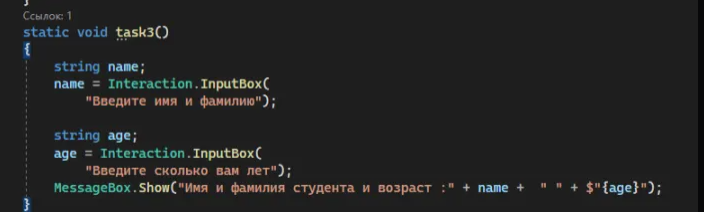 }
Ссылок: 1
static void task3()
{
string name;
name = Interaction.InputBox(
"Введите имя и фамилию");
string age;
age = Interaction.InputBox(
"Введите сколько вам лет");
MessageBox.Show("Имя и фамилия студента и возраст :" + name +  " " + $"{age}");
}